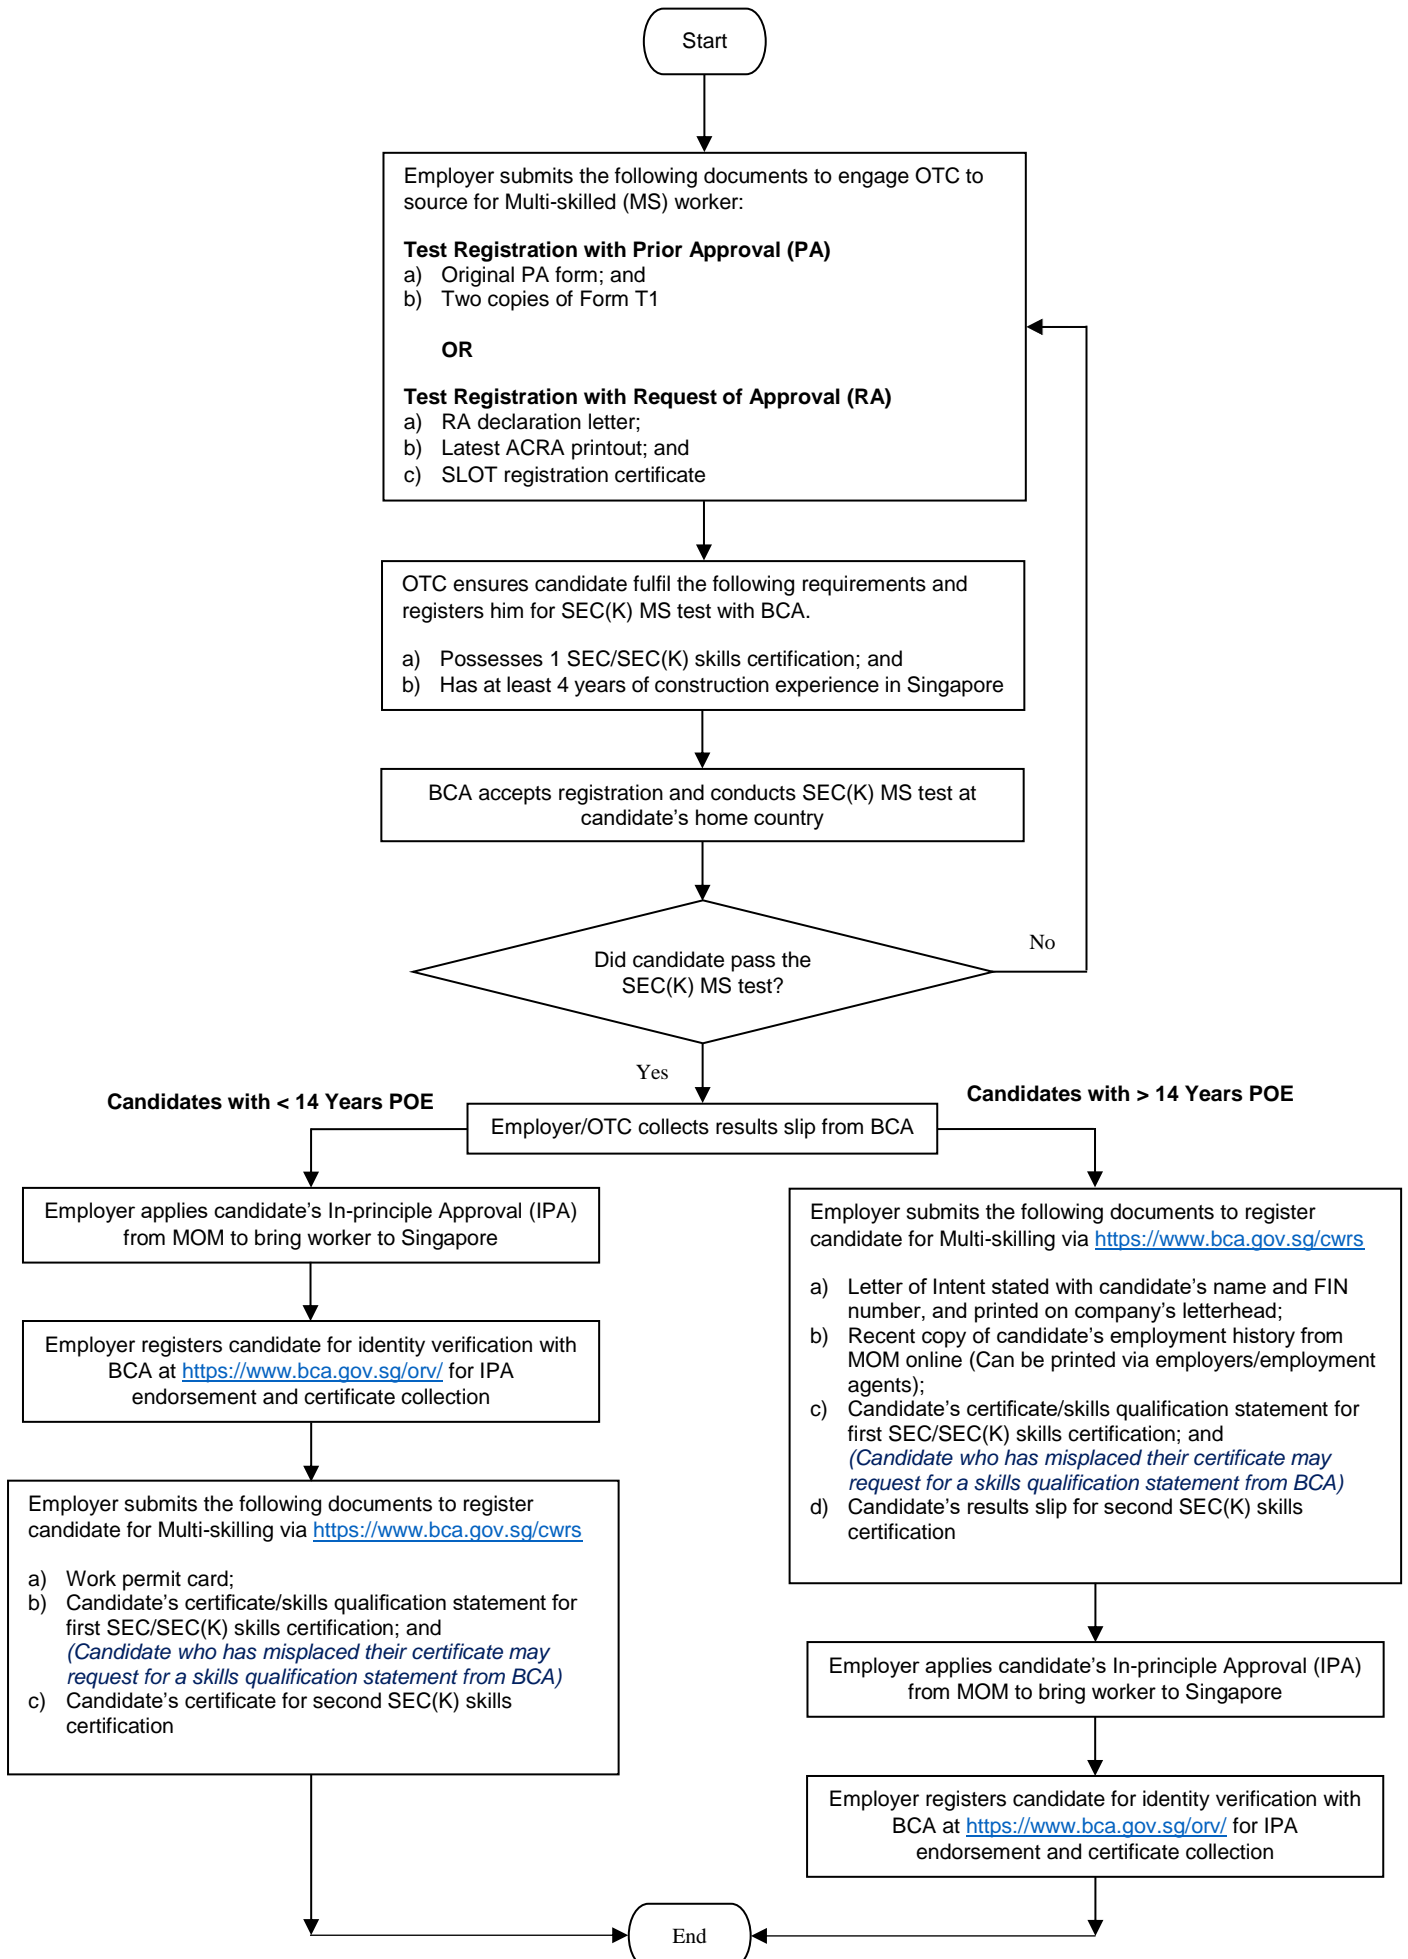 Start
Employer submits the following documents to engage OTC to
source for Multi-skilled (MS) worker:
Test Registration with Prior Approval (PA)
a) Original PA form; and
b) Two copies of Form T1
OR
Test Registration with Request of Approval (RA)
a) RA declaration letter;
b) Latest ACRA printout; and
c) SLOT registration certificate
OTC ensures candidate fulfil the following requirements and
registers him for SEC(K) MS test with BCA.
a) Possesses 1 SEC/SEC(K) skills certification; and
b) Has at least 4 years of construction experience in Singapore
BCA accepts registration and conducts SEC(K) MS test at
candidate's home country
Did candidate pass the
SEC(K) MS test?
No
Yes
Candidates with < 14 Years POE
Candidates with > 14 Years POE
Employer/OTC collects results slip from BCA
Employer applies candidate's In-principle Approval (IPA)
from MOM to bring worker to Singapore
Employer registers candidate for identity verification with
BCA at https://www.bca.gov.sg/orv/ for IPA
endorsement and certificate collection
Employer submits the following documents to register
candidate for Multi-skilling via https://www.bca.gov.sg/cwrs
a) Work permit card;
b) Candidate's certificate/skills qualification statement for
first SEC/SEC(K) skills certification; and
(Candidate who has misplaced their certificate may
request for a skills qualification statement from BCA)
c) Candidate's certificate for second SEC(K) skills
certification
Employer submits the following documents to register
candidate for Multi-skilling via https://www.bca.gov.sg/cwrs
a) Letter of Intent stated with candidate's name and FIN
number, and printed on company's letterhead;
b) Recent copy of candidate's employment history from
MOM online (Can be printed via employers/employment
agents);
c) Candidate's certificate/skills qualification statement for
first SEC/SEC(K) skills certification; and
(Candidate who has misplaced their certificate may
request for a skills qualification statement from BCA)
d) Candidate's results slip for second SEC(K) skills
certification
Employer applies candidate's In-principle Approval (IPA)
from MOM to bring worker to Singapore
Employer registers candidate for identity verification with
BCA at https://www.bca.gov.sg/orv/ for IPA
endorsement and certificate collection
End